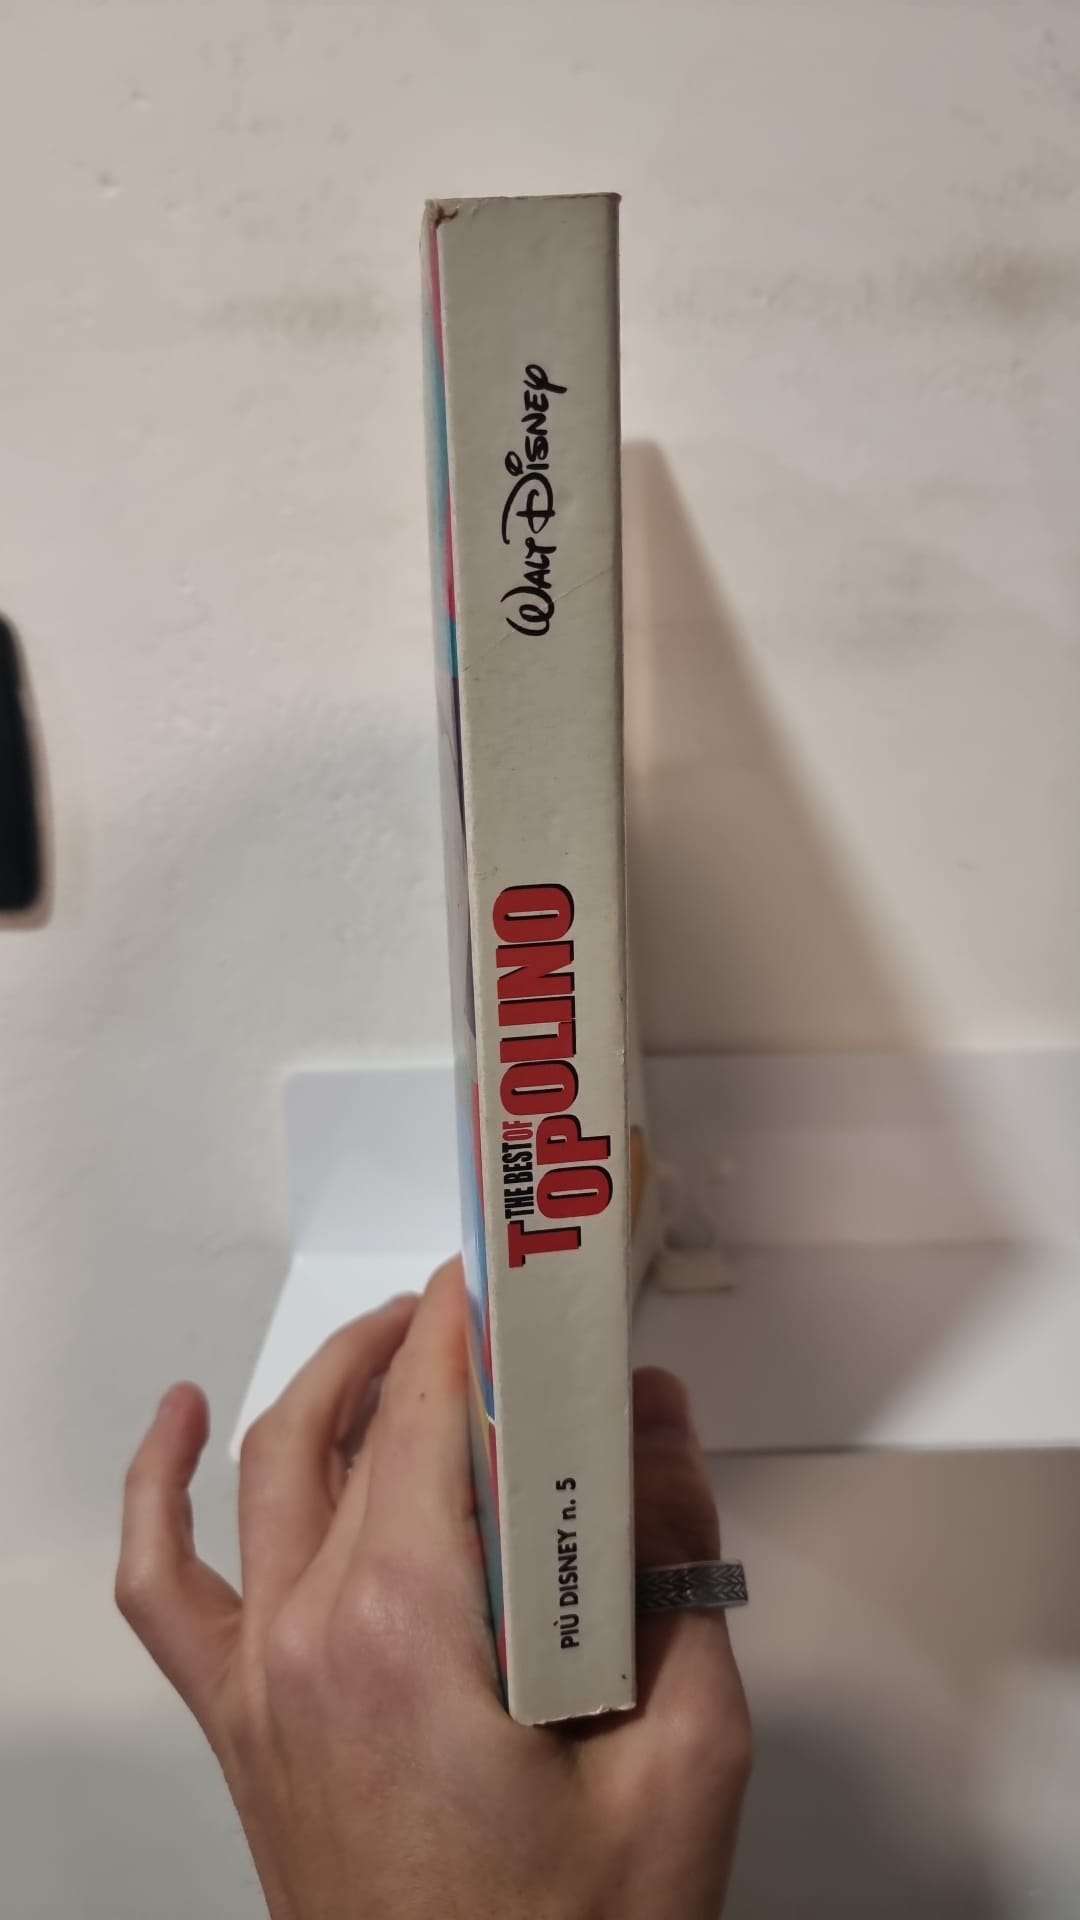 WALT DISNEY
THE BEST OF
TOPOLINO
PIÙ DISNEY n. 5